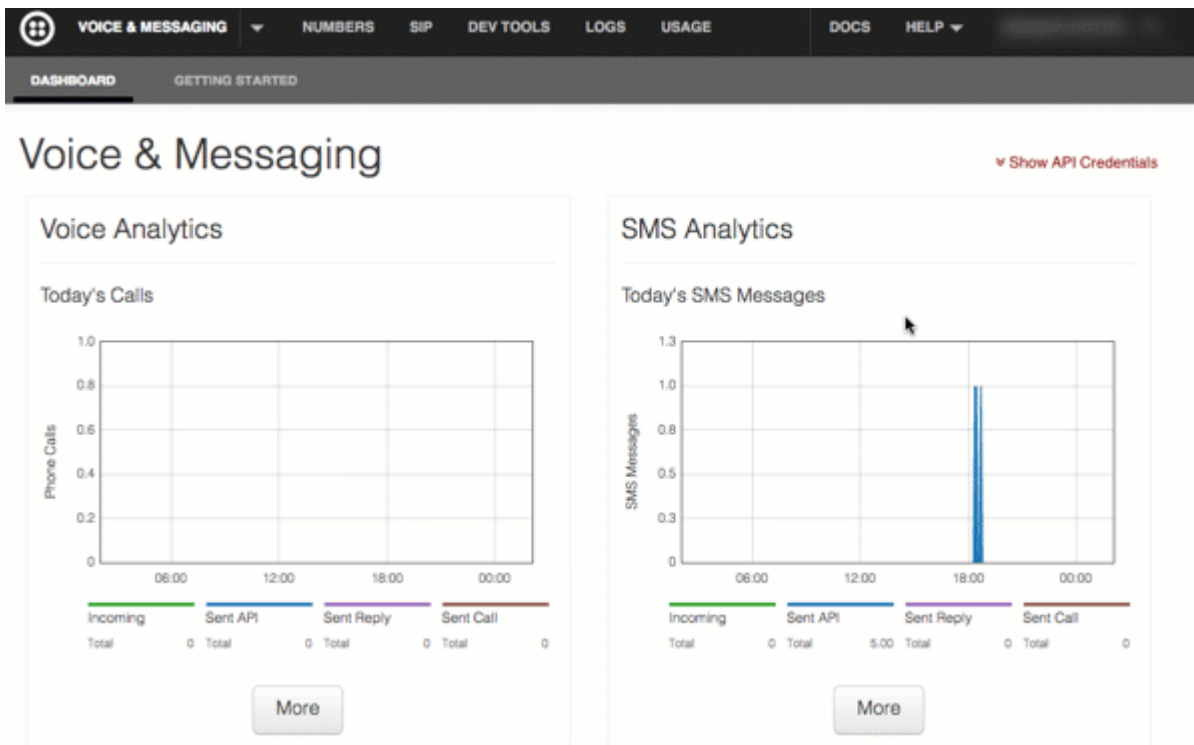 VOICE & MESSAGING NUMBERS SIP DEV TOOLS LOGS USAGE DOCS HELP
DASHBOARD GETTING STARTED
Voice & Messaging
Show API Credentials
Voice Analytics
Today's Calls
1.0
0.8
0.6
0.4
0.2
0
Phone Calls
06:00 12:00 18:00 00:00
Incoming Sent API Sent Reply Sent Call
Total 0 Total 0 Total 0 Total 0
More
SMS Analytics
Today's SMS Messages
1.3
1.0
0.8
0.5
0.3
0
SMS Messages
06:00 12:00 18:00 00:00
Incoming Sent API Sent Reply Sent Call
Total 0 Total 5.00 Total 0 Total 0
More